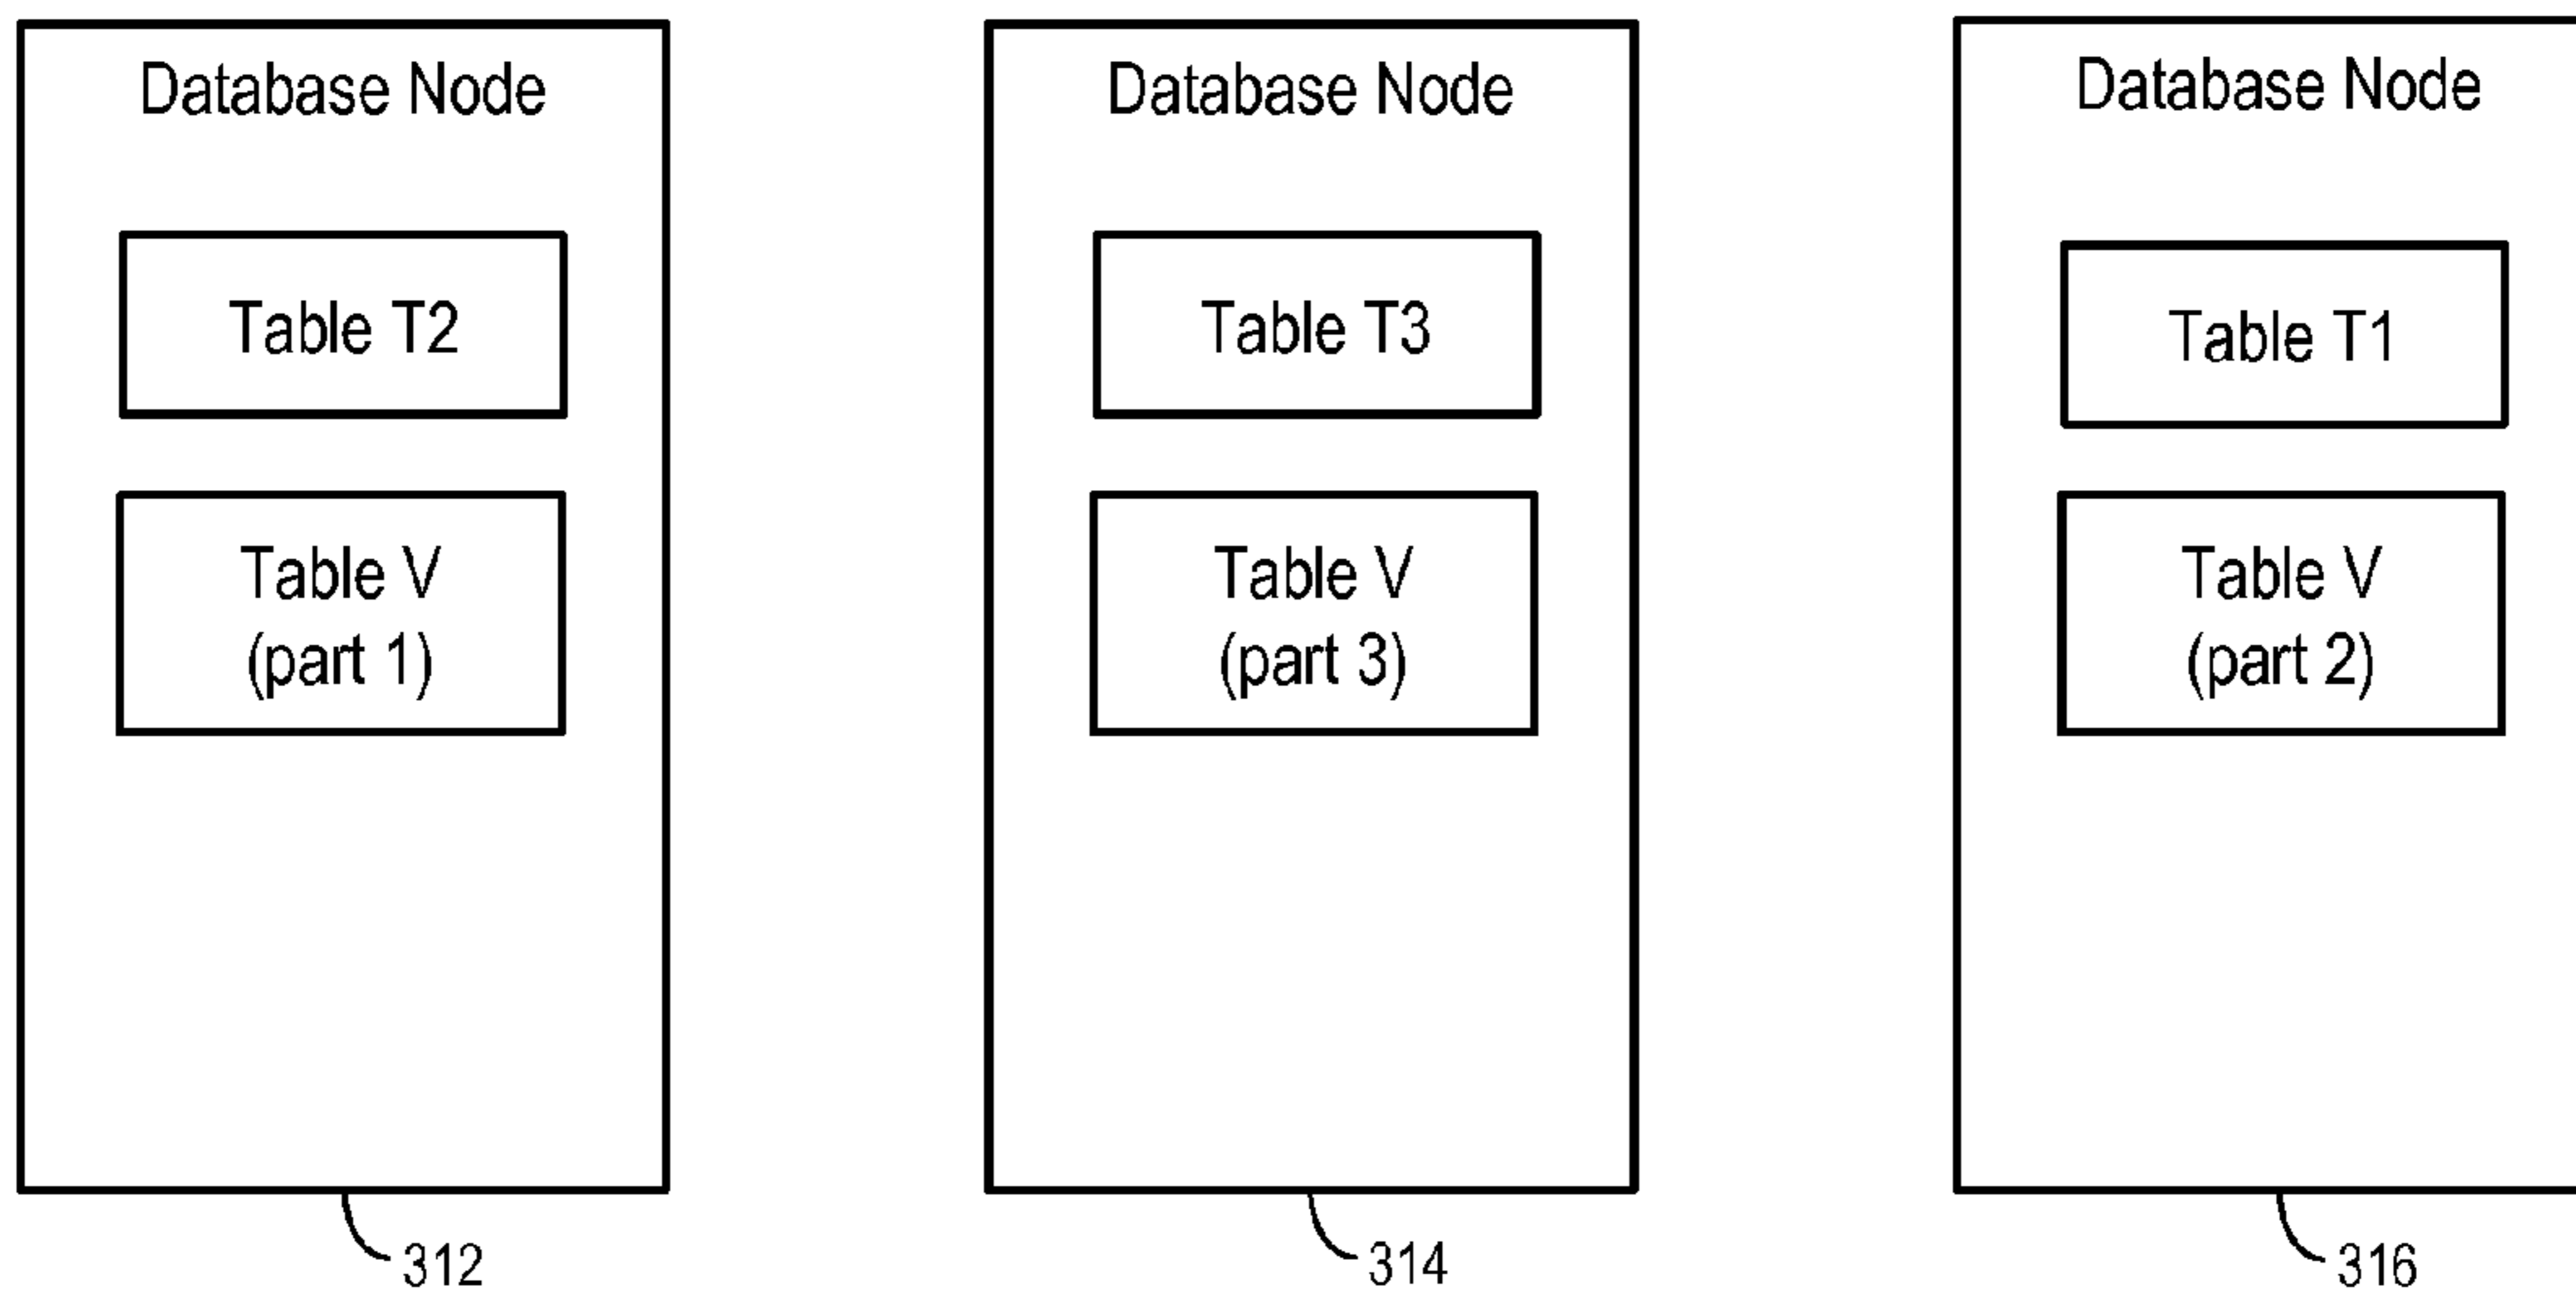 Database Node
Table T2
Table V
(part 1)
312
Database Node
Table T3
Table V
(part 3)
314
Database Node
Table T1
Table V
(part 2)
316